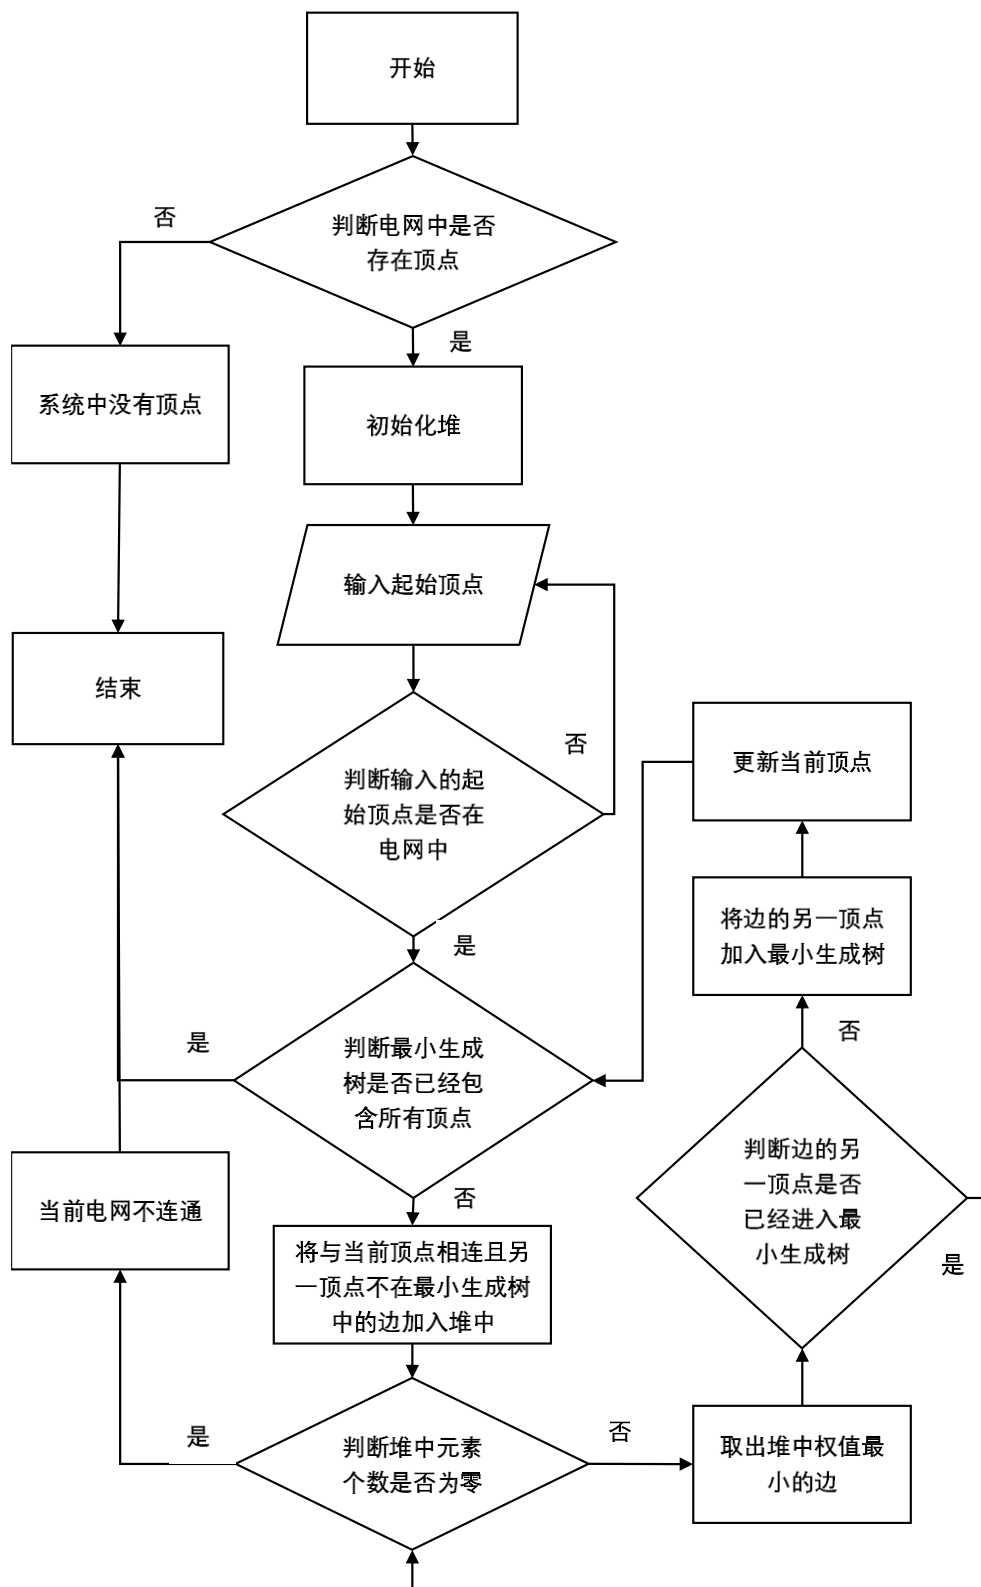 开始
判断电网中是否
存在顶点
否
是
系统中没有顶点
初始化堆
输入起始顶点
结束
判断输入的起
始顶点是否在
电网中
否
是
更新当前顶点
将边的另一顶点
加入最小生成树
否
判断最小生成
树是否已经包
含所有顶点
是
否
判断边的另
一顶点是否
已经进入最
小生成树
是
当前电网不连通
将与当前顶点相连且另
一顶点不在最小生成树
中的边加入堆中
是
判断堆中元素
个数是否为零
否
取出堆中权值最
小的边